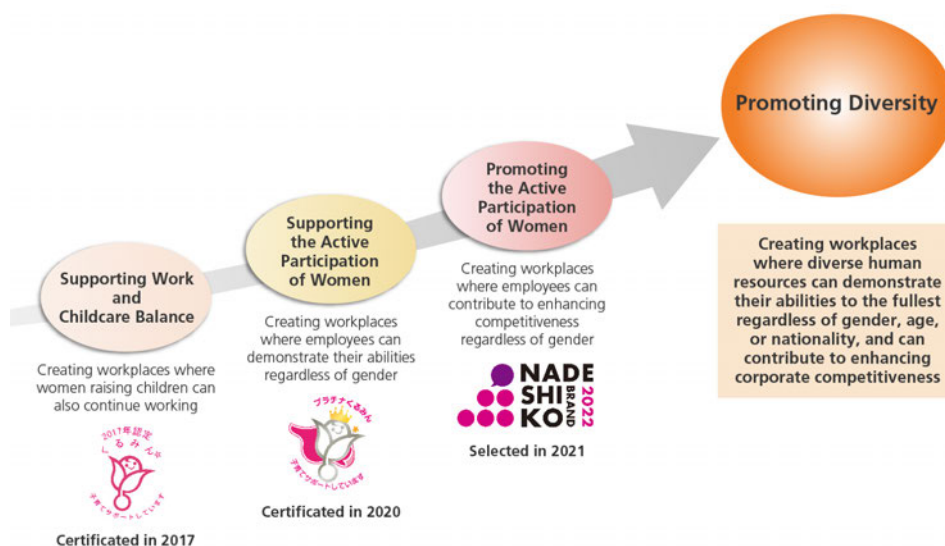 Promoting Diversity
Creating workplaces
where diverse human
resources can demonstrate
their abilities to the fullest
regardless of gender, age,
or nationality, and can
contribute to enhancing
corporate competitiveness
Promoting
the Active
Participation
of Women
Creating workplaces
where employees can
contribute to enhancing
competitiveness
regardless of gender
NADE
SHI
KO
BRAND
2022
Selected in 2021
Supporting
the Active
Participation
of Women
Creating workplaces
where employees can
demonstrate their abilities
regardless of gender
プラチナくるみん
子育てサポートしています
Certificated in 2020
Supporting Work
and
Childcare Balance
Creating workplaces where
women raising children can
also continue working
2017年認定
くるみん
子育てサポートしています
Certificated in 2017